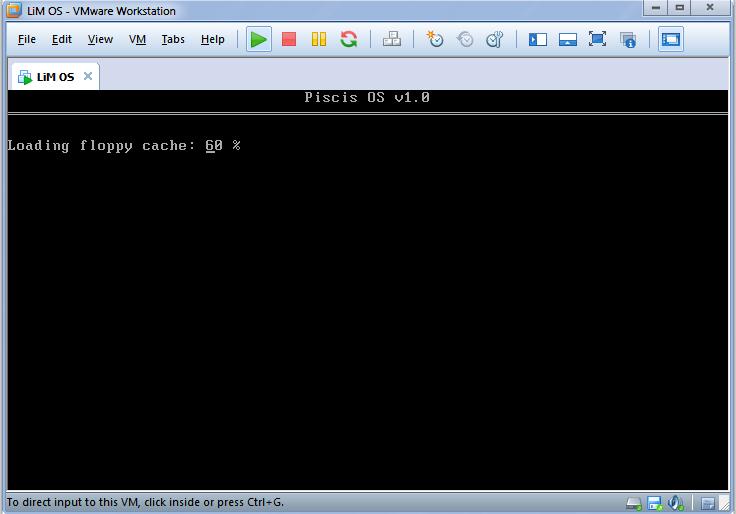 LiM OS - VMware Workstation
File Edit View VM Tabs Help
LiM OS
Piscis OS v1.0
Loading floppy cache: 60 %
To direct input to this VM, click inside or press Ctrl+G.